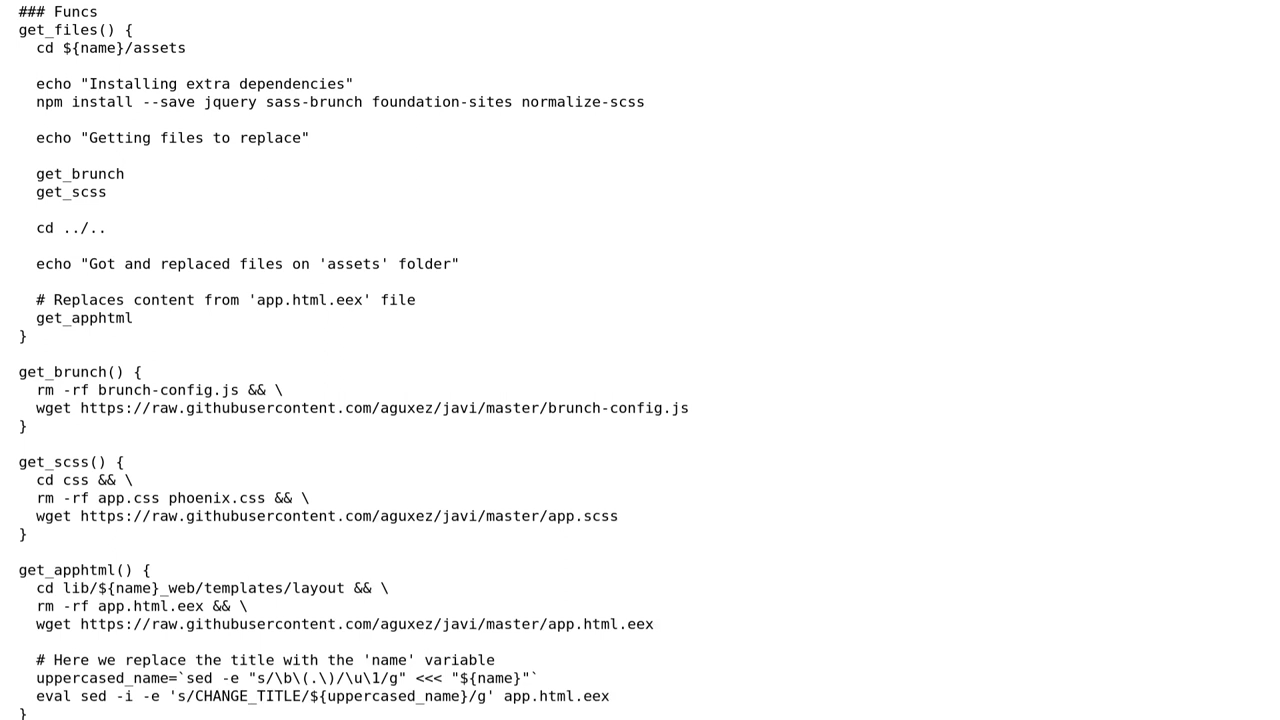 ### Funcs
get_files() {
  cd ${name}/assets

  echo "Installing extra dependencies"
  npm install --save jquery sass-brunch foundation-sites normalize-scss

  echo "Getting files to replace"

  get_brunch
  get_scss

  cd ../..

  echo "Got and replaced files on 'assets' folder"

  # Replaces content from 'app.html.eex' file
  get_apphtml
}

get_brunch() {
  rm -rf brunch-config.js && \
  wget https://raw.githubusercontent.com/aguxez/javi/master/brunch-config.js
}

get_scss() {
  cd css && \
  rm -rf app.css phoenix.css && \
  wget https://raw.githubusercontent.com/aguxez/javi/master/app.scss
}

get_apphtml() {
  cd lib/${name}_web/templates/layout && \
  rm -rf app.html.eex && \
  wget https://raw.githubusercontent.com/aguxez/javi/master/app.html.eex

  # Here we replace the title with the 'name' variable
  uppercased_name=`sed -e "s/\b\(.\)/\u\1/g" <<< "${name}"`
  eval sed -i -e 's/CHANGE_TITLE/${uppercased_name}/g' app.html.eex
}